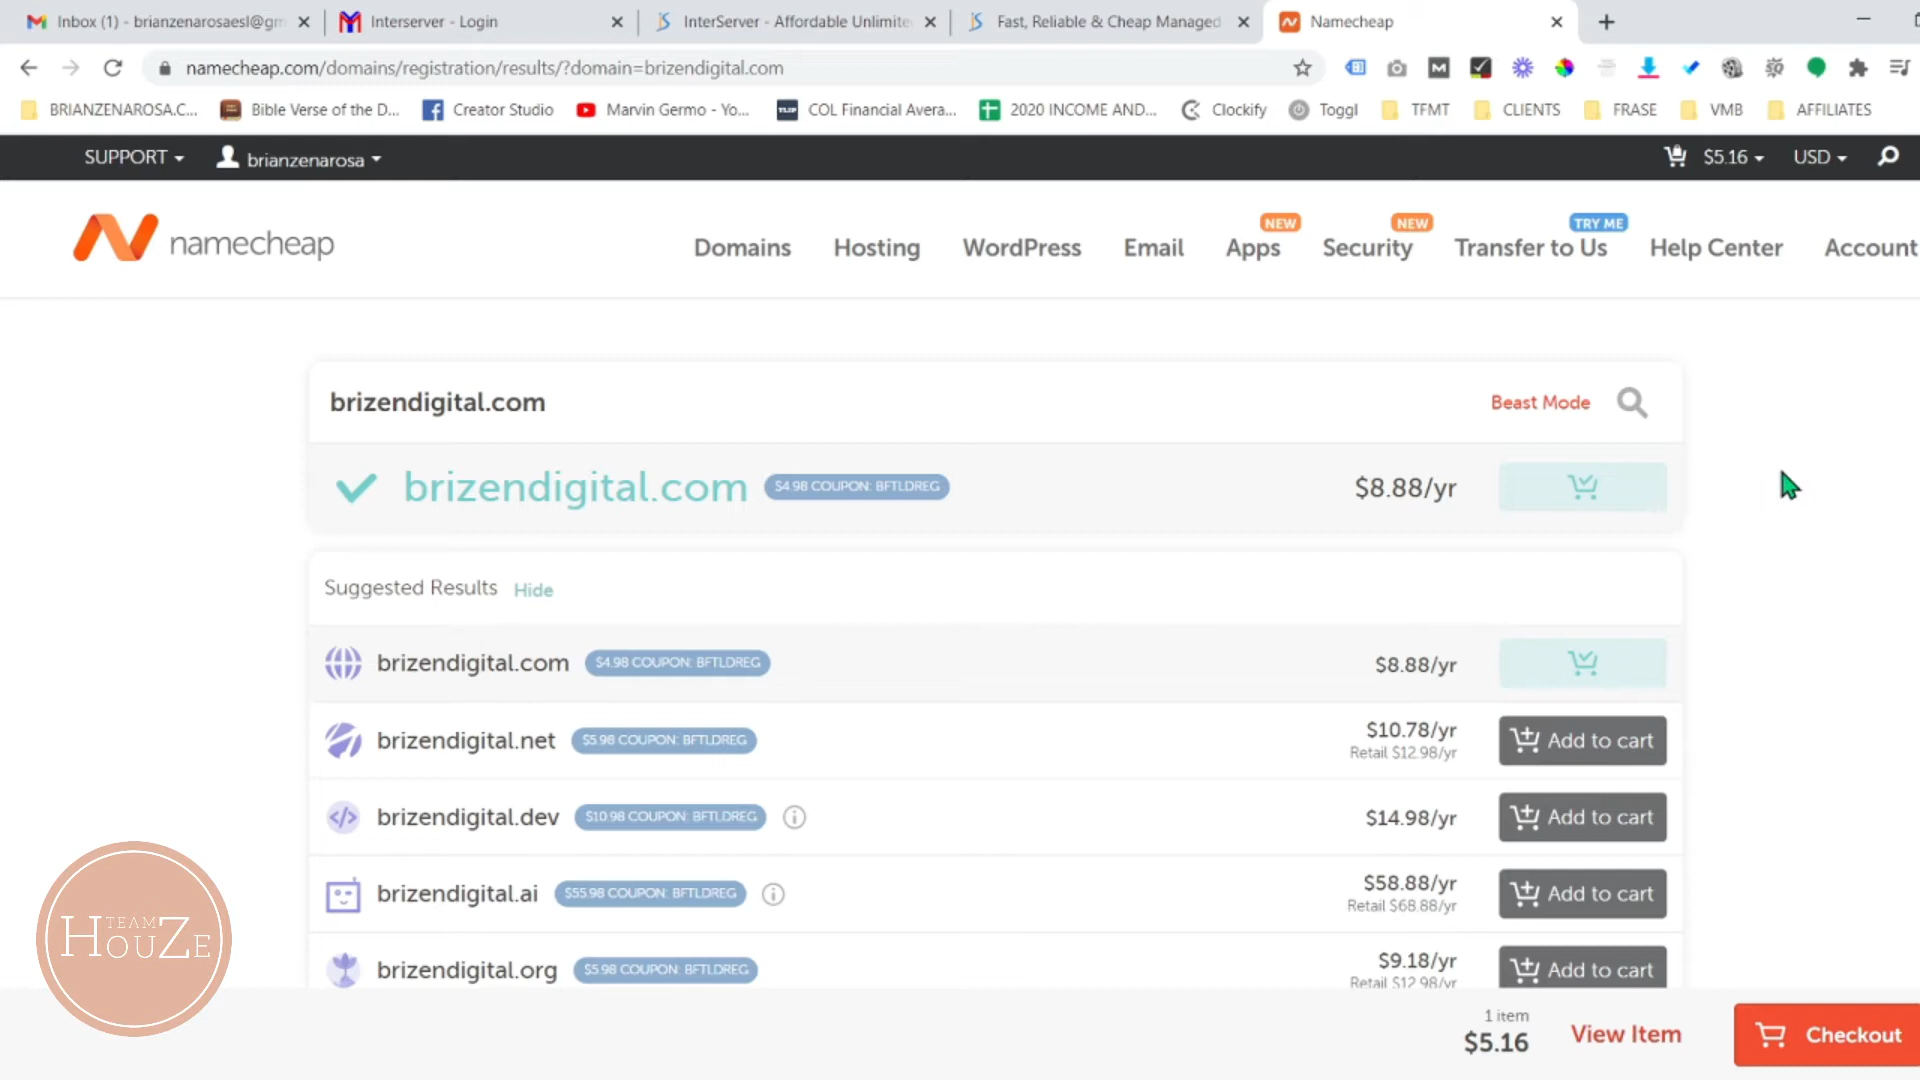 Inbox (1) - brianzenarosaesl@gm
Interserver - Login
InterServer - Affordable Unlimite
Fast, Reliable & Cheap Managed
Namecheap
namecheap.com/domains/registration/results/?domain=brizendigital.com
BRIANZENAROSA.C...
Bible Verse of the D...
Creator Studio
Marvin Germo - Yo...
COL Financial Avera...
2020 INCOME AND...
Clockify
Toggl
TFMT
CLIENTS
FRASE
VMB
AFFILIATES
SUPPORT
brianzenarosa
$5.16
USD
namecheap
Domains
Hosting
WordPress
Email
NEW
Apps
NEW
Security
TRY ME
Transfer to Us
Help Center
Account
brizendigital.com
Beast Mode
brizendigital.com
$4.98 COUPON: BFTLDREG
$8.88/yr
Suggested Results
Hide
brizendigital.com
$4.98 COUPON: BFTLDREG
$8.88/yr
brizendigital.net
$5.98 COUPON: BFTLDREG
$10.78/yr
Retail $12.98/yr
Add to cart
brizendigital.dev
$10.98 COUPON: BFTLDREG
$14.98/yr
Add to cart
brizendigital.ai
$55.98 COUPON: BFTLDREG
$58.88/yr
Retail $68.88/yr
Add to cart
brizendigital.org
$5.98 COUPON: BFTLDREG
$9.18/yr
Retail $12.98/yr
Add to cart
TEAM
HOUZE
1 item
$5.16
View Item
Checkout